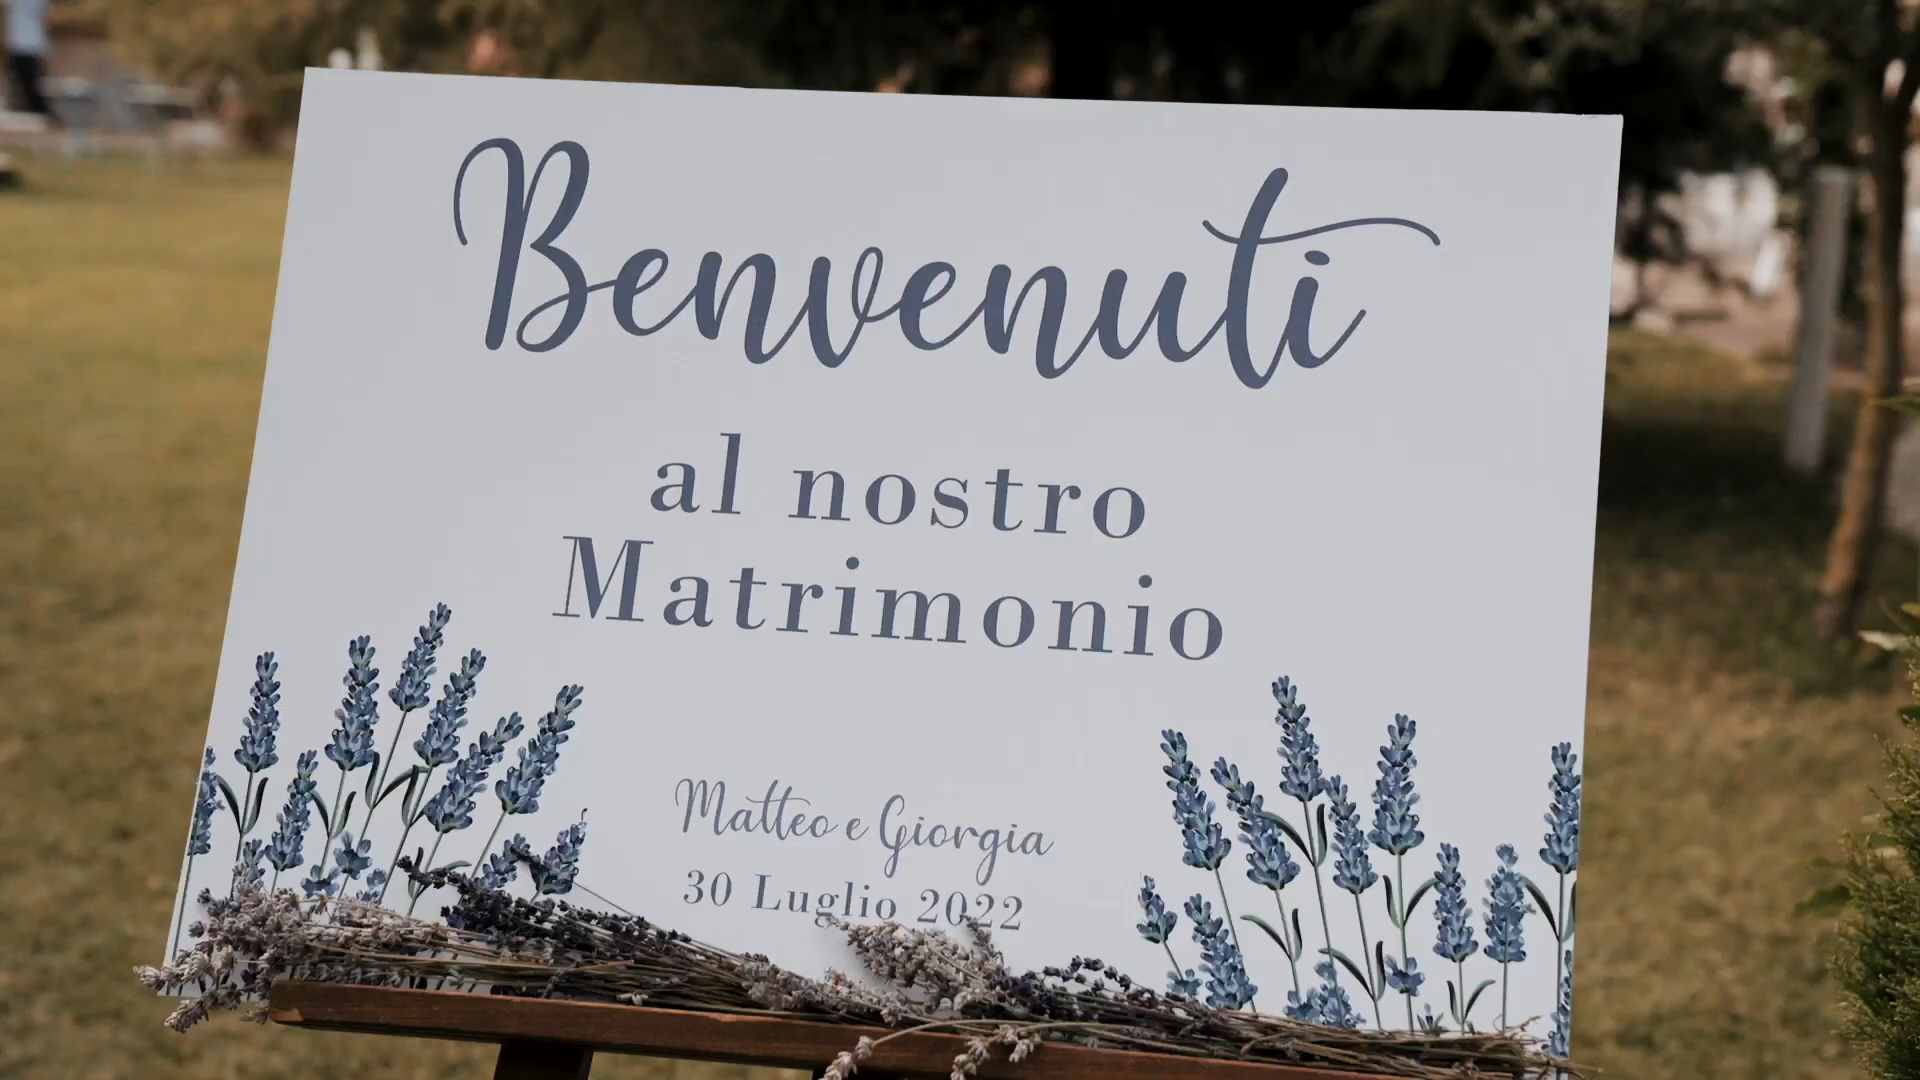 Benvenuti
al nostro
Matrimonio
Matteo e Giorgia
30 Luglio 2022